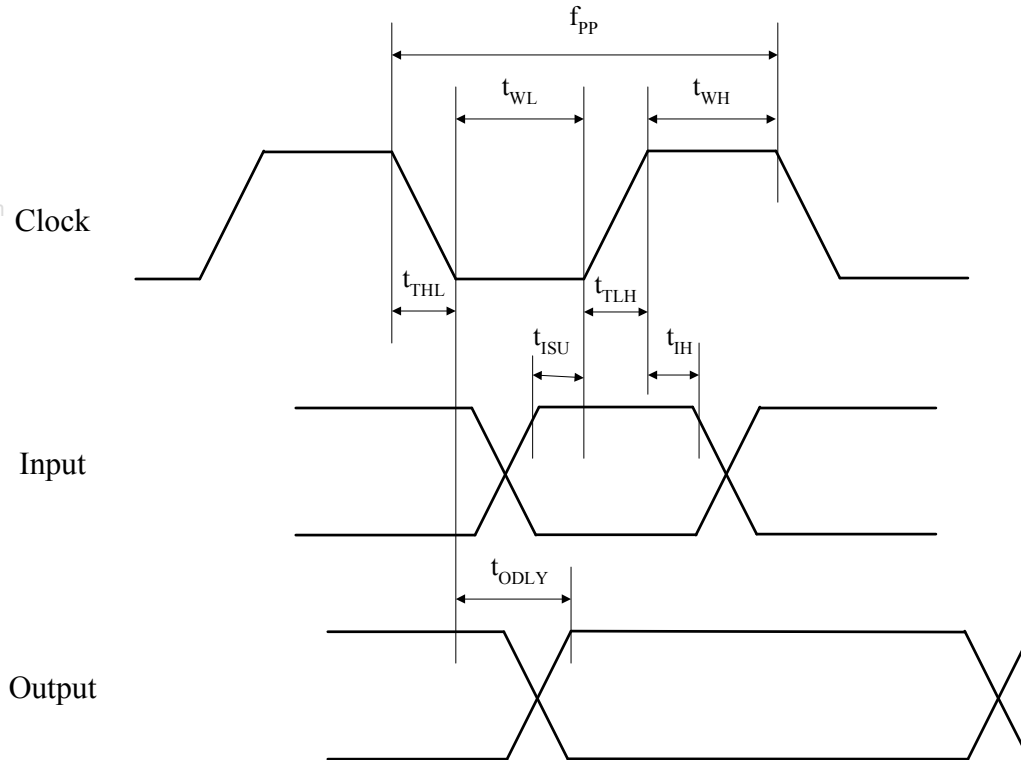 f_PP
t_WL
t_WH
Clock
t_THL
t_TLH
t_ISU
t_IH
Input
t_ODLY
Output